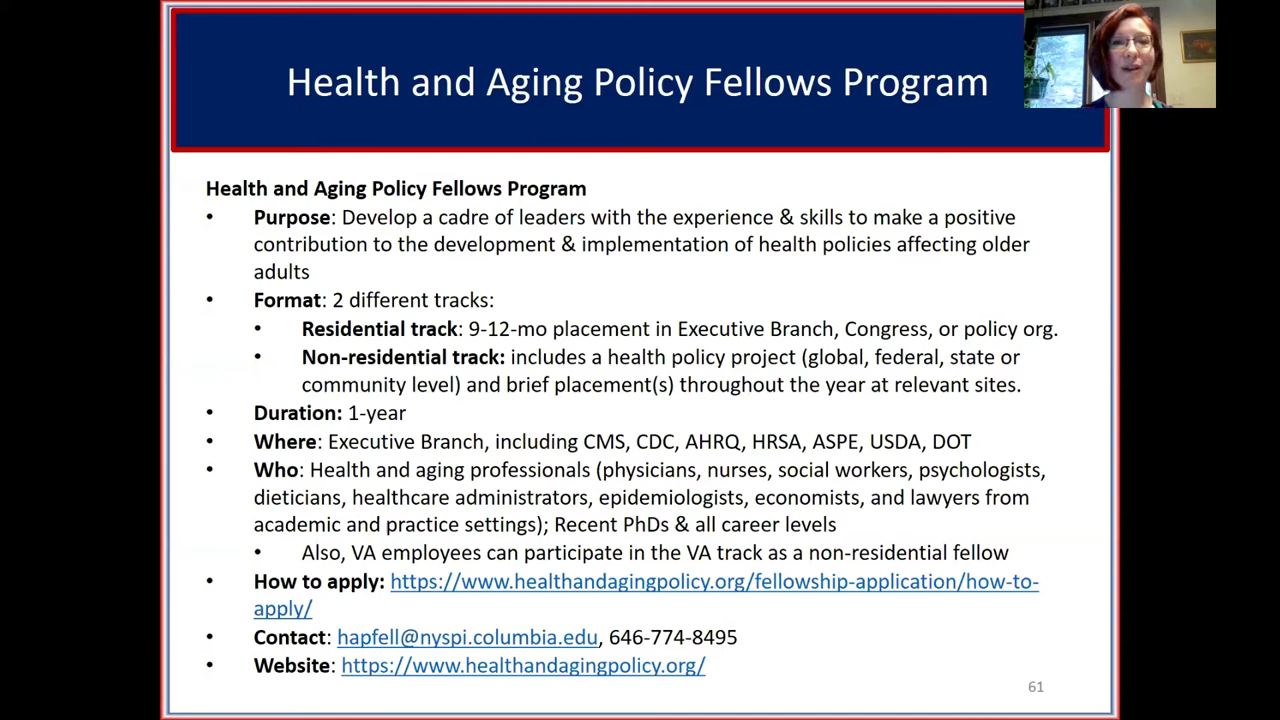 Health and Aging Policy Fellows Program
Health and Aging Policy Fellows Program
• Purpose: Develop a cadre of leaders with the experience & skills to make a positive
contribution to the development & implementation of health policies affecting older
adults
• Format: 2 different tracks:
• Residential track: 9-12-mo placement in Executive Branch, Congress, or policy org.
• Non-residential track: includes a health policy project (global, federal, state or
community level) and brief placement(s) throughout the year at relevant sites.
• Duration: 1-year
• Where: Executive Branch, including CMS, CDC, AHRQ, HRSA, ASPE, USDA, DOT
• Who: Health and aging professionals (physicians, nurses, social workers, psychologists,
dieticians, healthcare administrators, epidemiologists, economists, and lawyers from
academic and practice settings); Recent PhDs & all career levels
• Also, VA employees can participate in the VA track as a non-residential fellow
• How to apply: https://www.healthandagingpolicy.org/fellowship-application/how-to-
apply/
• Contact: hapfell@nyspi.columbia.edu, 646-774-8495
• Website: https://www.healthandagingpolicy.org/
61